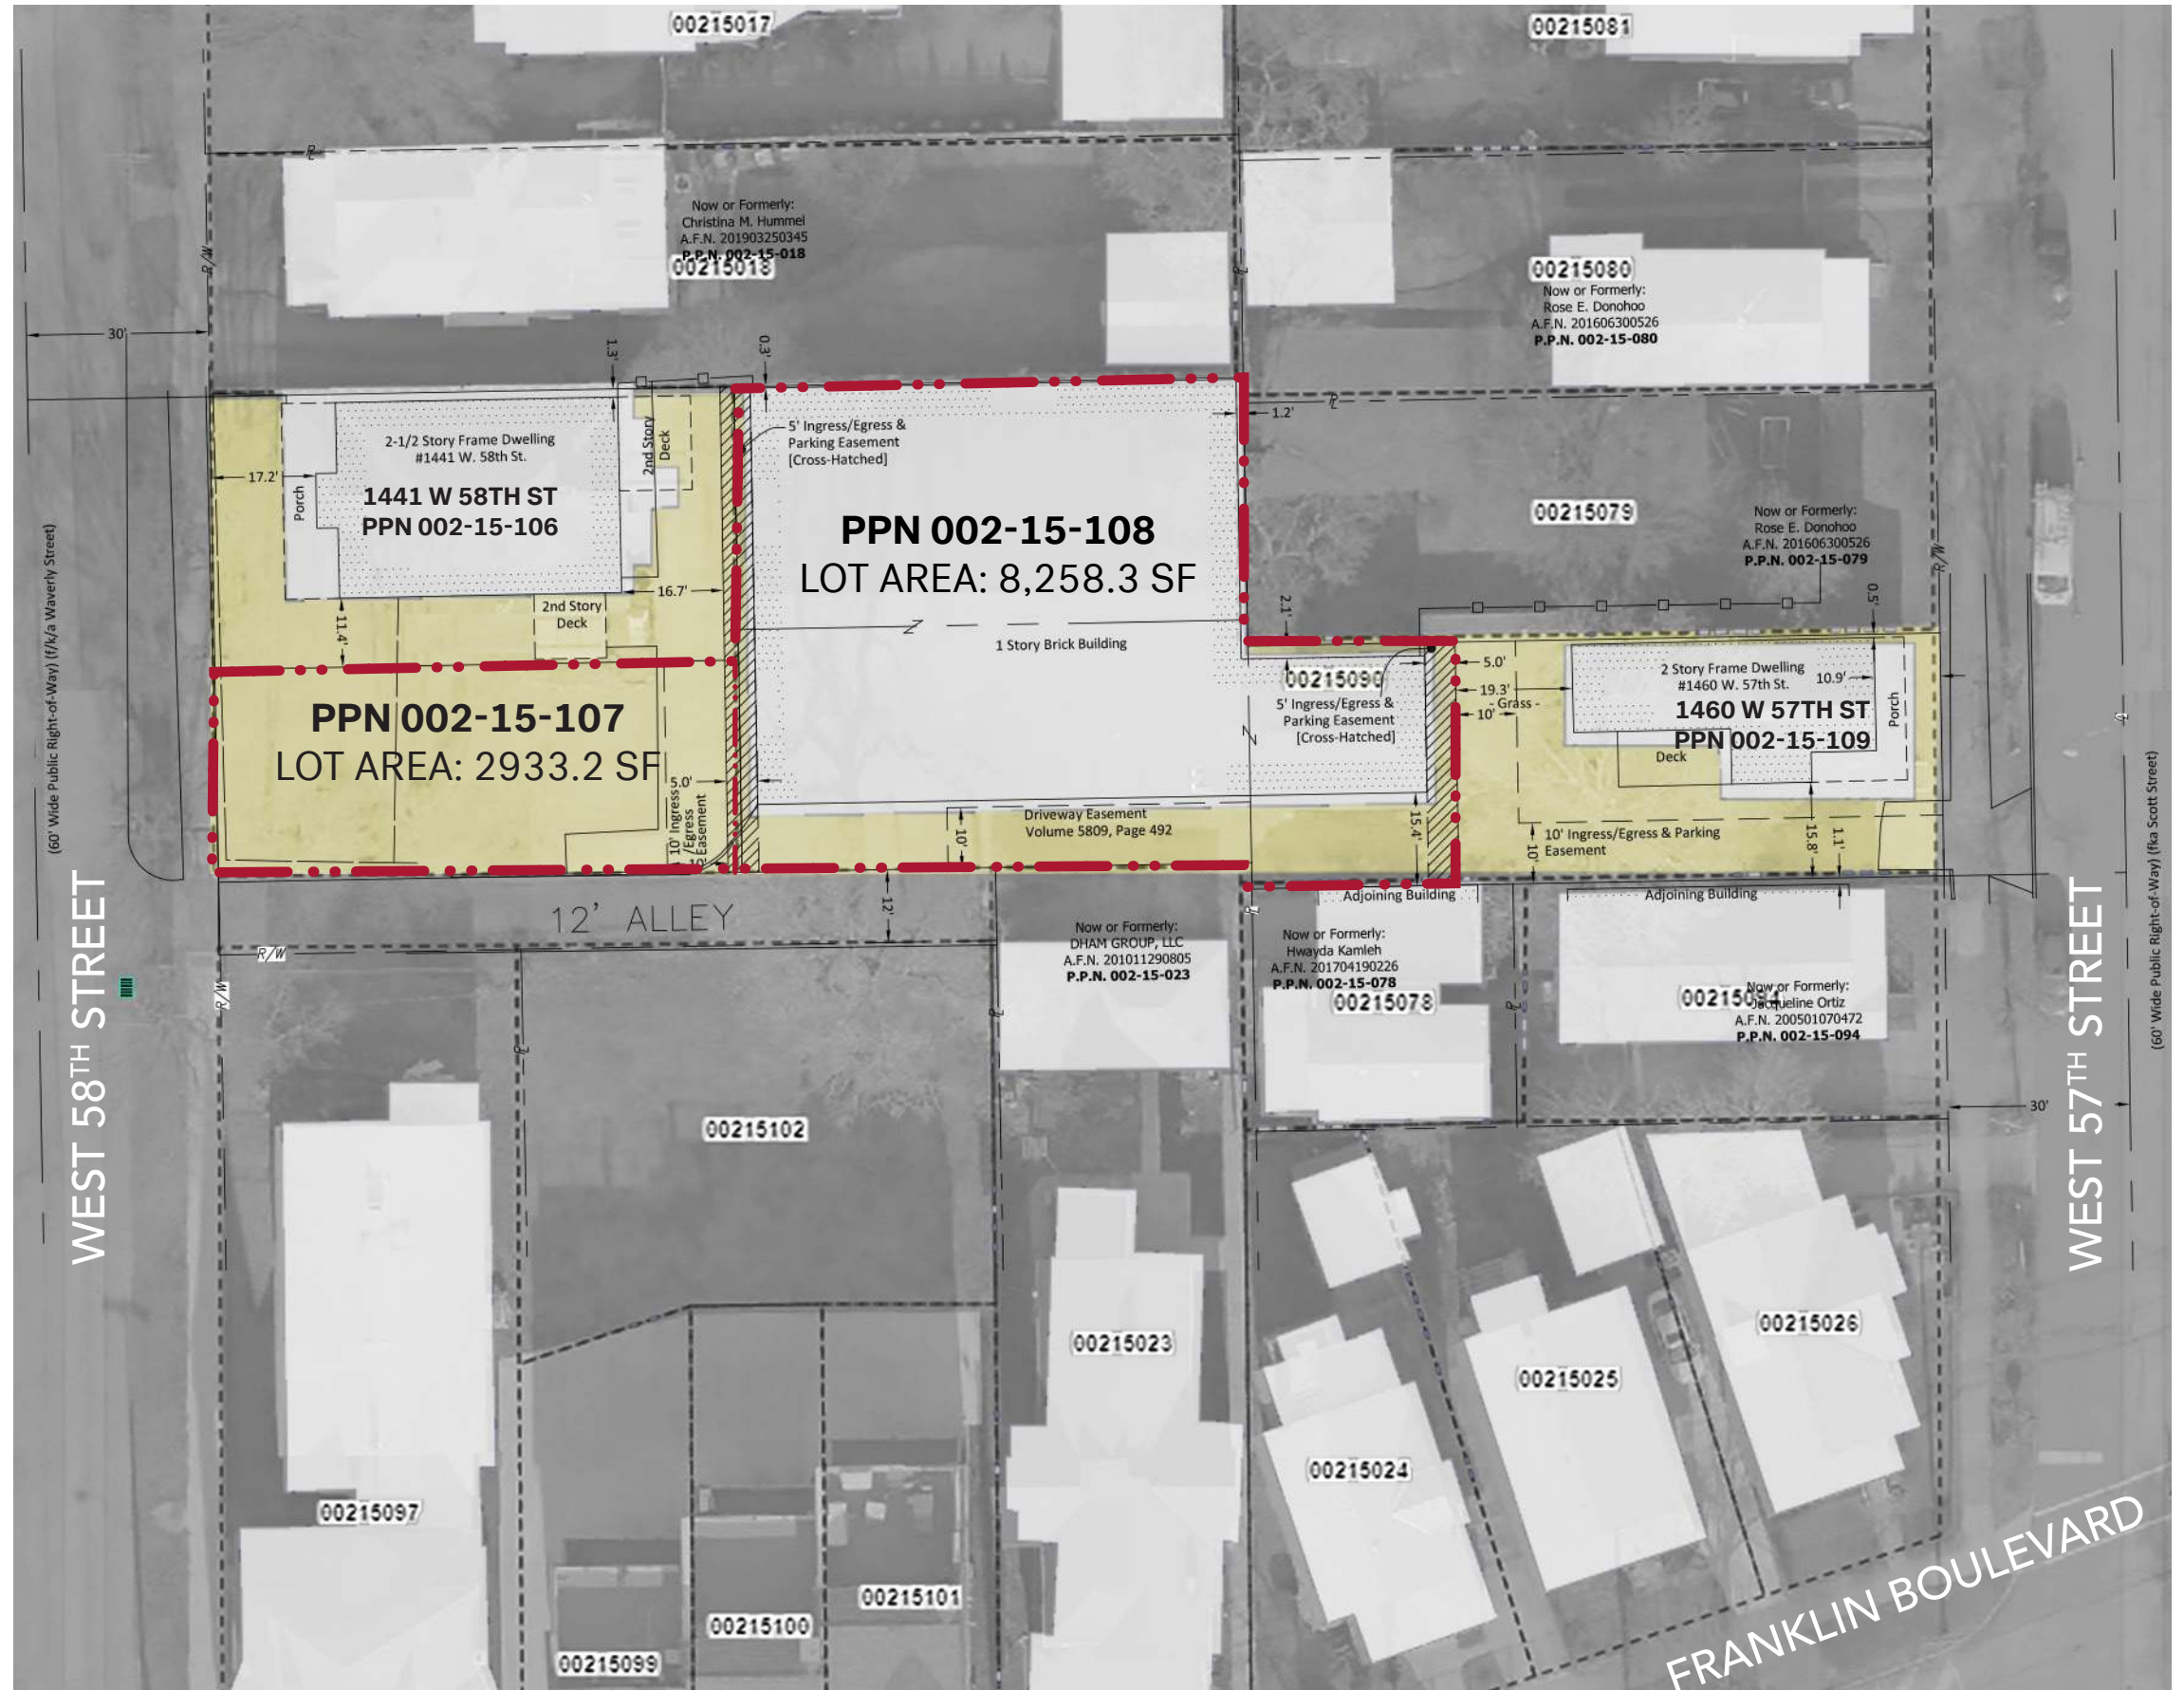 00215017
00215081
Now or Formerly:
Christina M. Hummel
A.F.N. 201903250345
P.P.N. 002-15-018
00215018
00215080
Now or Formerly:
Rose E. Donohoo
A.F.N. 201606300526
P.P.N. 002-15-080
R/W
30'
1.3'
0.3'
1.2'
5' Ingress/Egress &
Parking Easement
[Cross-Hatched]
2-1/2 Story Frame Dwelling
#1441 W. 58th St.
17.2'
Porch
1441 W 58TH ST
PPN 002-15-106
2nd Story
Deck
16.7'
2nd Story
Deck
11.4'
PPN 002-15-108
LOT AREA: 8,258.3 SF
1 Story Brick Building
00215079
Now or Formerly:
Rose E. Donohoo
A.F.N. 201606300526
P.P.N. 002-15-079
R/W
2.1'
0.5'
00215090
5' Ingress/Egress &
Parking Easement
[Cross-Hatched]
5.0'
19.3'
- Grass -
10'
2 Story Frame Dwelling
#1460 W. 57th St.
10.9'
1460 W 57TH ST
PPN 002-15-109
Porch
Deck
PPN 002-15-107
LOT AREA: 2933.2 SF
5.0'
10' Ingress
/Egress
Easement
10'
Driveway Easement
Volume 5809, Page 492
10'
15.4'
10' Ingress/Egress & Parking
Easement
10'
15.8'
1.1'
(60' Wide Public Right-of-Way) (f/k/a Waverly Street)
(60' Wide Public Right-of-Way) (fka Scott Street)
WEST 58TH STREET
WEST 57TH STREET
12' ALLEY
12'
R/W
R/W
Adjoining Building
Adjoining Building
Now or Formerly:
DHAM GROUP, LLC
A.F.N. 201011290805
P.P.N. 002-15-023
Now or Formerly:
Hwayda Kamleh
A.F.N. 201704190226
P.P.N. 002-15-078
00215078
00215094
Now or Formerly:
Jacqueline Ortiz
A.F.N. 200501070472
P.P.N. 002-15-094
30'
00215102
00215023
00215026
00215025
00215024
00215097
00215101
00215100
00215099
FRANKLIN BOULEVARD